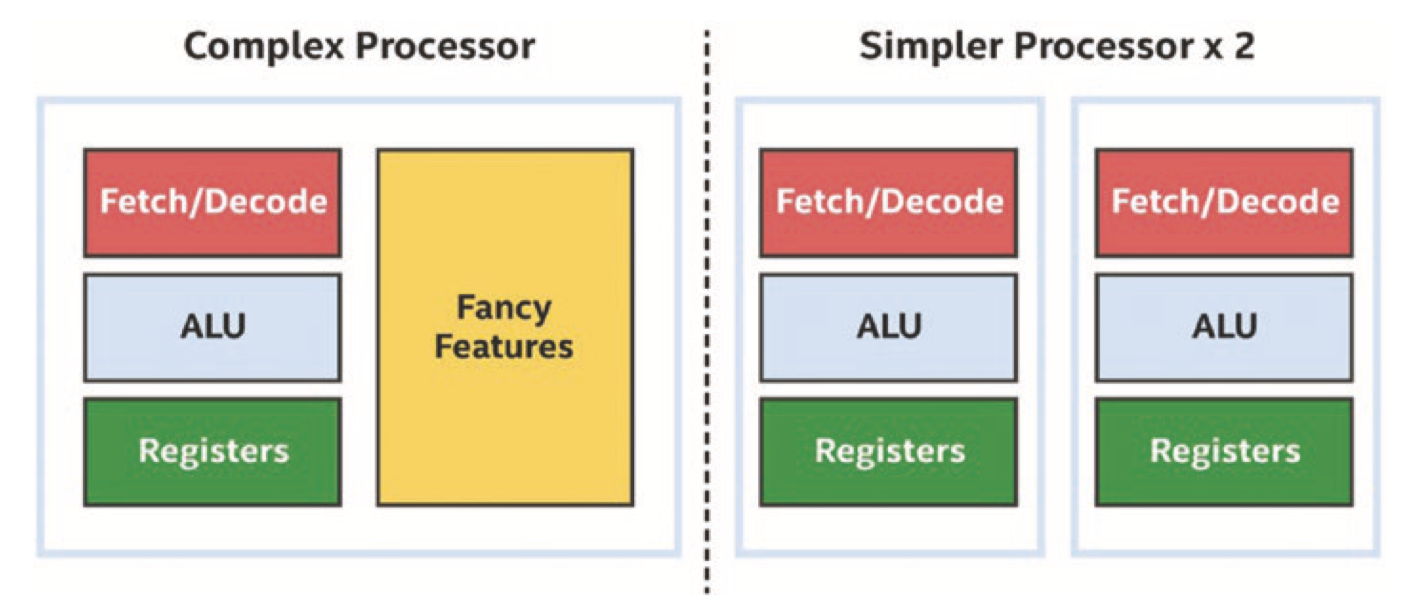 Complex Processor
Simpler Processor x 2
Fetch/Decode
ALU
Registers
Fancy
Features
Fetch/Decode
ALU
Registers
Fetch/Decode
ALU
Registers